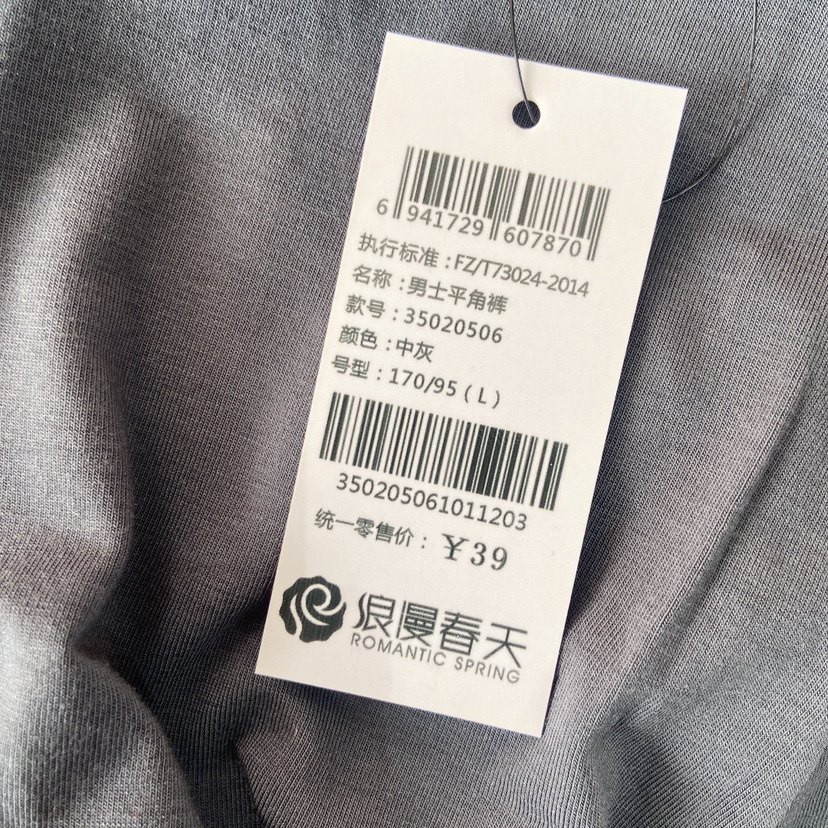 6 941729 607870
执行标准：FZ/T73024-2014
名称：男士平角裤
款号：35020506
颜色：中灰
号型：170/95（L）
350205061011203
统一零售价：￥39
浪漫春天
ROMANTIC SPRING